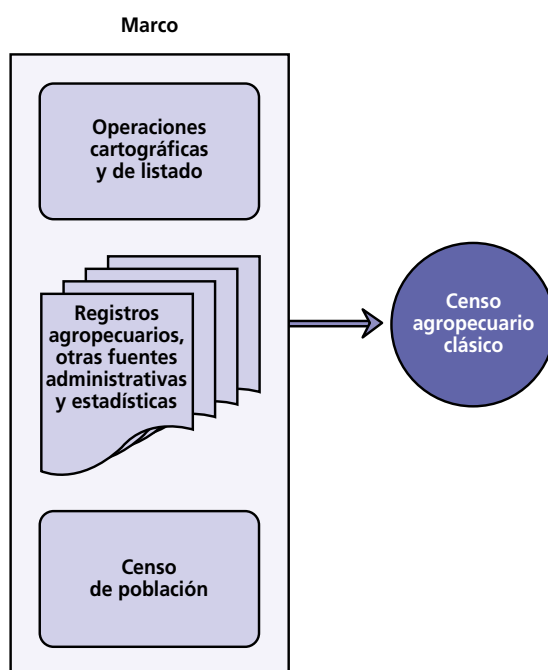 Marco
Operaciones
cartográficas
y de listado
Registros
agropecuarios,
otras fuentes
administrativas
y estadísticas
Censo
de población
Censo
agropecuario
clásico